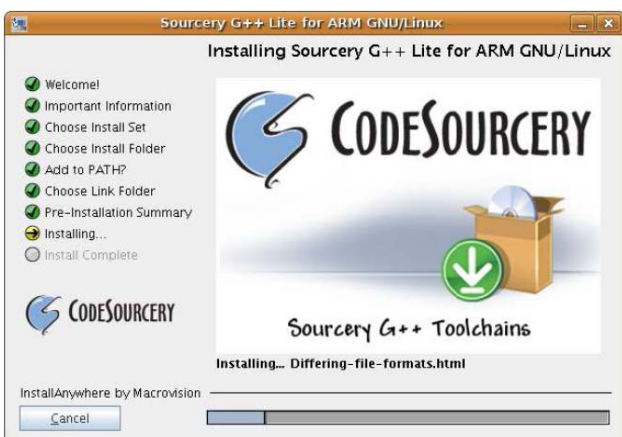 Sourcery G++ Lite for ARM GNU/Linux
Installing Sourcery G++ Lite for ARM GNU/Linux
Welcome!
Important Information
Choose Install Set
Choose Install Folder
Add to PATH?
Choose Link Folder
Pre-Installation Summary
Installing...
Install Complete
CODESOURCERY
CODESOURCERY
Sourcery G++ Toolchains
Installing... Differing-file-formats.html
InstallAnywhere by Macrovision
Cancel